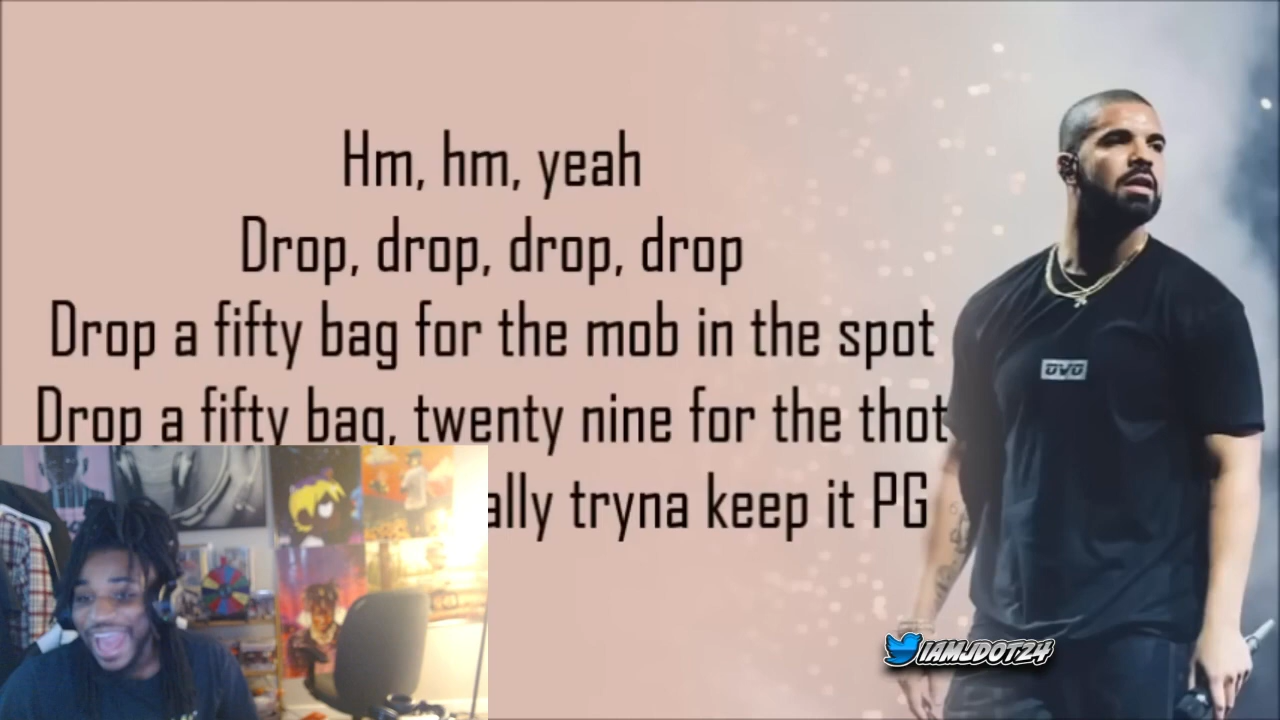 Hm, hm, yeah
Drop, drop, drop, drop
Drop a fifty bag for the mob in the spot
Drop a fifty bag, twenty nine for the thot
tryna keep it PG
OVO
IAMJDOT24